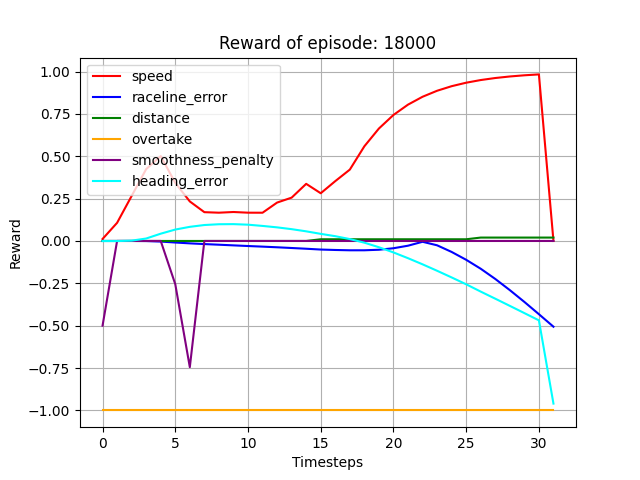 Reward of episode: 18000
1.00
0.75
0.50
0.25
0.00
−0.25
−0.50
−0.75
−1.00
Reward
speed
raceline_error
distance
overtake
smoothness_penalty
heading_error
0 5 10 15 20 25 30
Timesteps